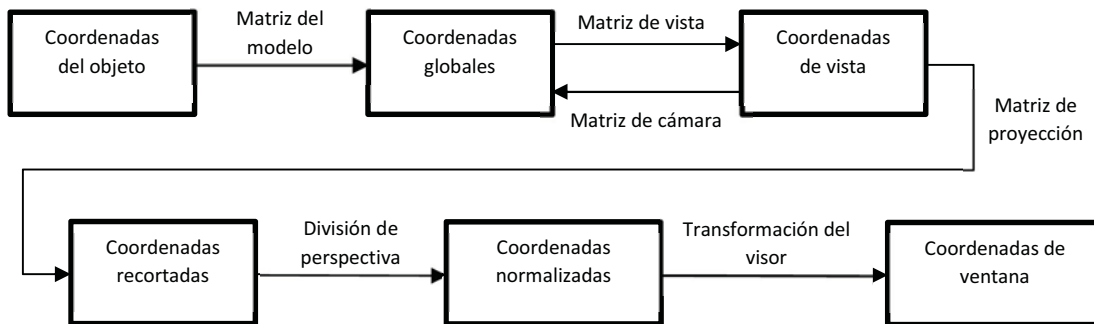 Coordenadas
del objeto
Matriz del
modelo
Coordenadas
globales
Matriz de vista
Matriz de cámara
Coordenadas
de vista
Matriz de
proyección
Coordenadas
recortadas
División de
perspectiva
Coordenadas
normalizadas
Transformación del
visor
Coordenadas de
ventana